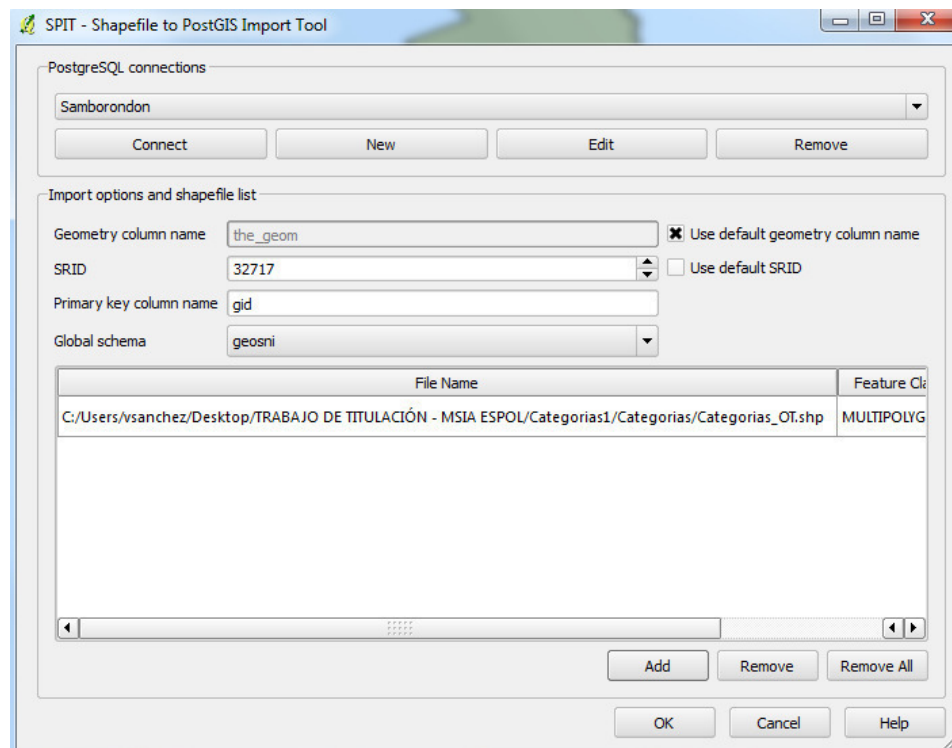 SPIT - Shapefile to PostGIS Import Tool
PostgreSQL connections
Samborondon
Connect New Edit Remove
Import options and shapefile list
Geometry column name the_geom Use default geometry column name
SRID 32717 Use default SRID
Primary key column name gid
Global schema geosni
File Name Feature Cla
C:/Users/vsanchez/Desktop/TRABAJO DE TITULACIÓN - MSIA ESPOL/Categorias1/Categorias/Categorias_OT.shp MULTIPOLYG
Add Remove Remove All
OK Cancel Help